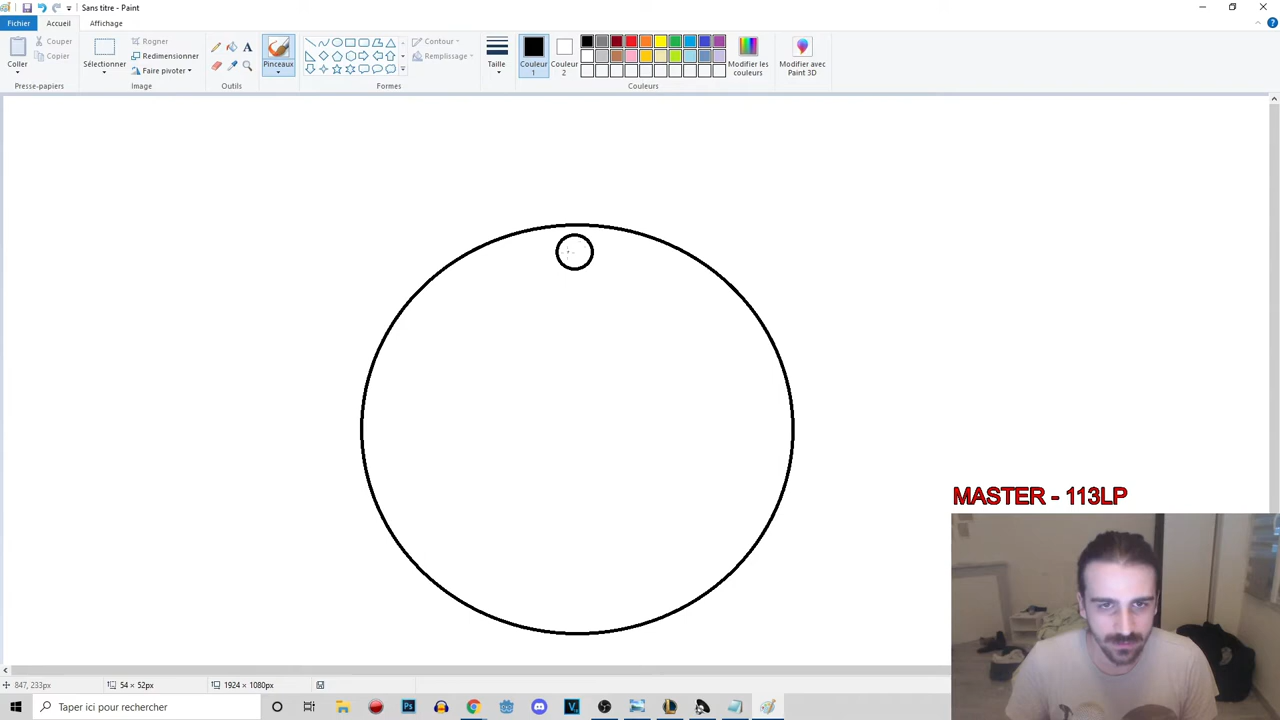 Sans titre - Paint
Fichier Accueil Affichage
Coller
Couper
Copier
Presse-papiers
Sélectionner
Rogner
Redimensionner
Faire pivoter
Image
A
Outils
Pinceaux
Contour
Remplissage
Formes
Taille
Couleur 1
Couleur 2
Modifier les couleurs
Couleurs
Modifier avec Paint 3D
MASTER - 113LP
847, 233px
54 × 52px
1924 × 1080px
Taper ici pour rechercher
Ps
V